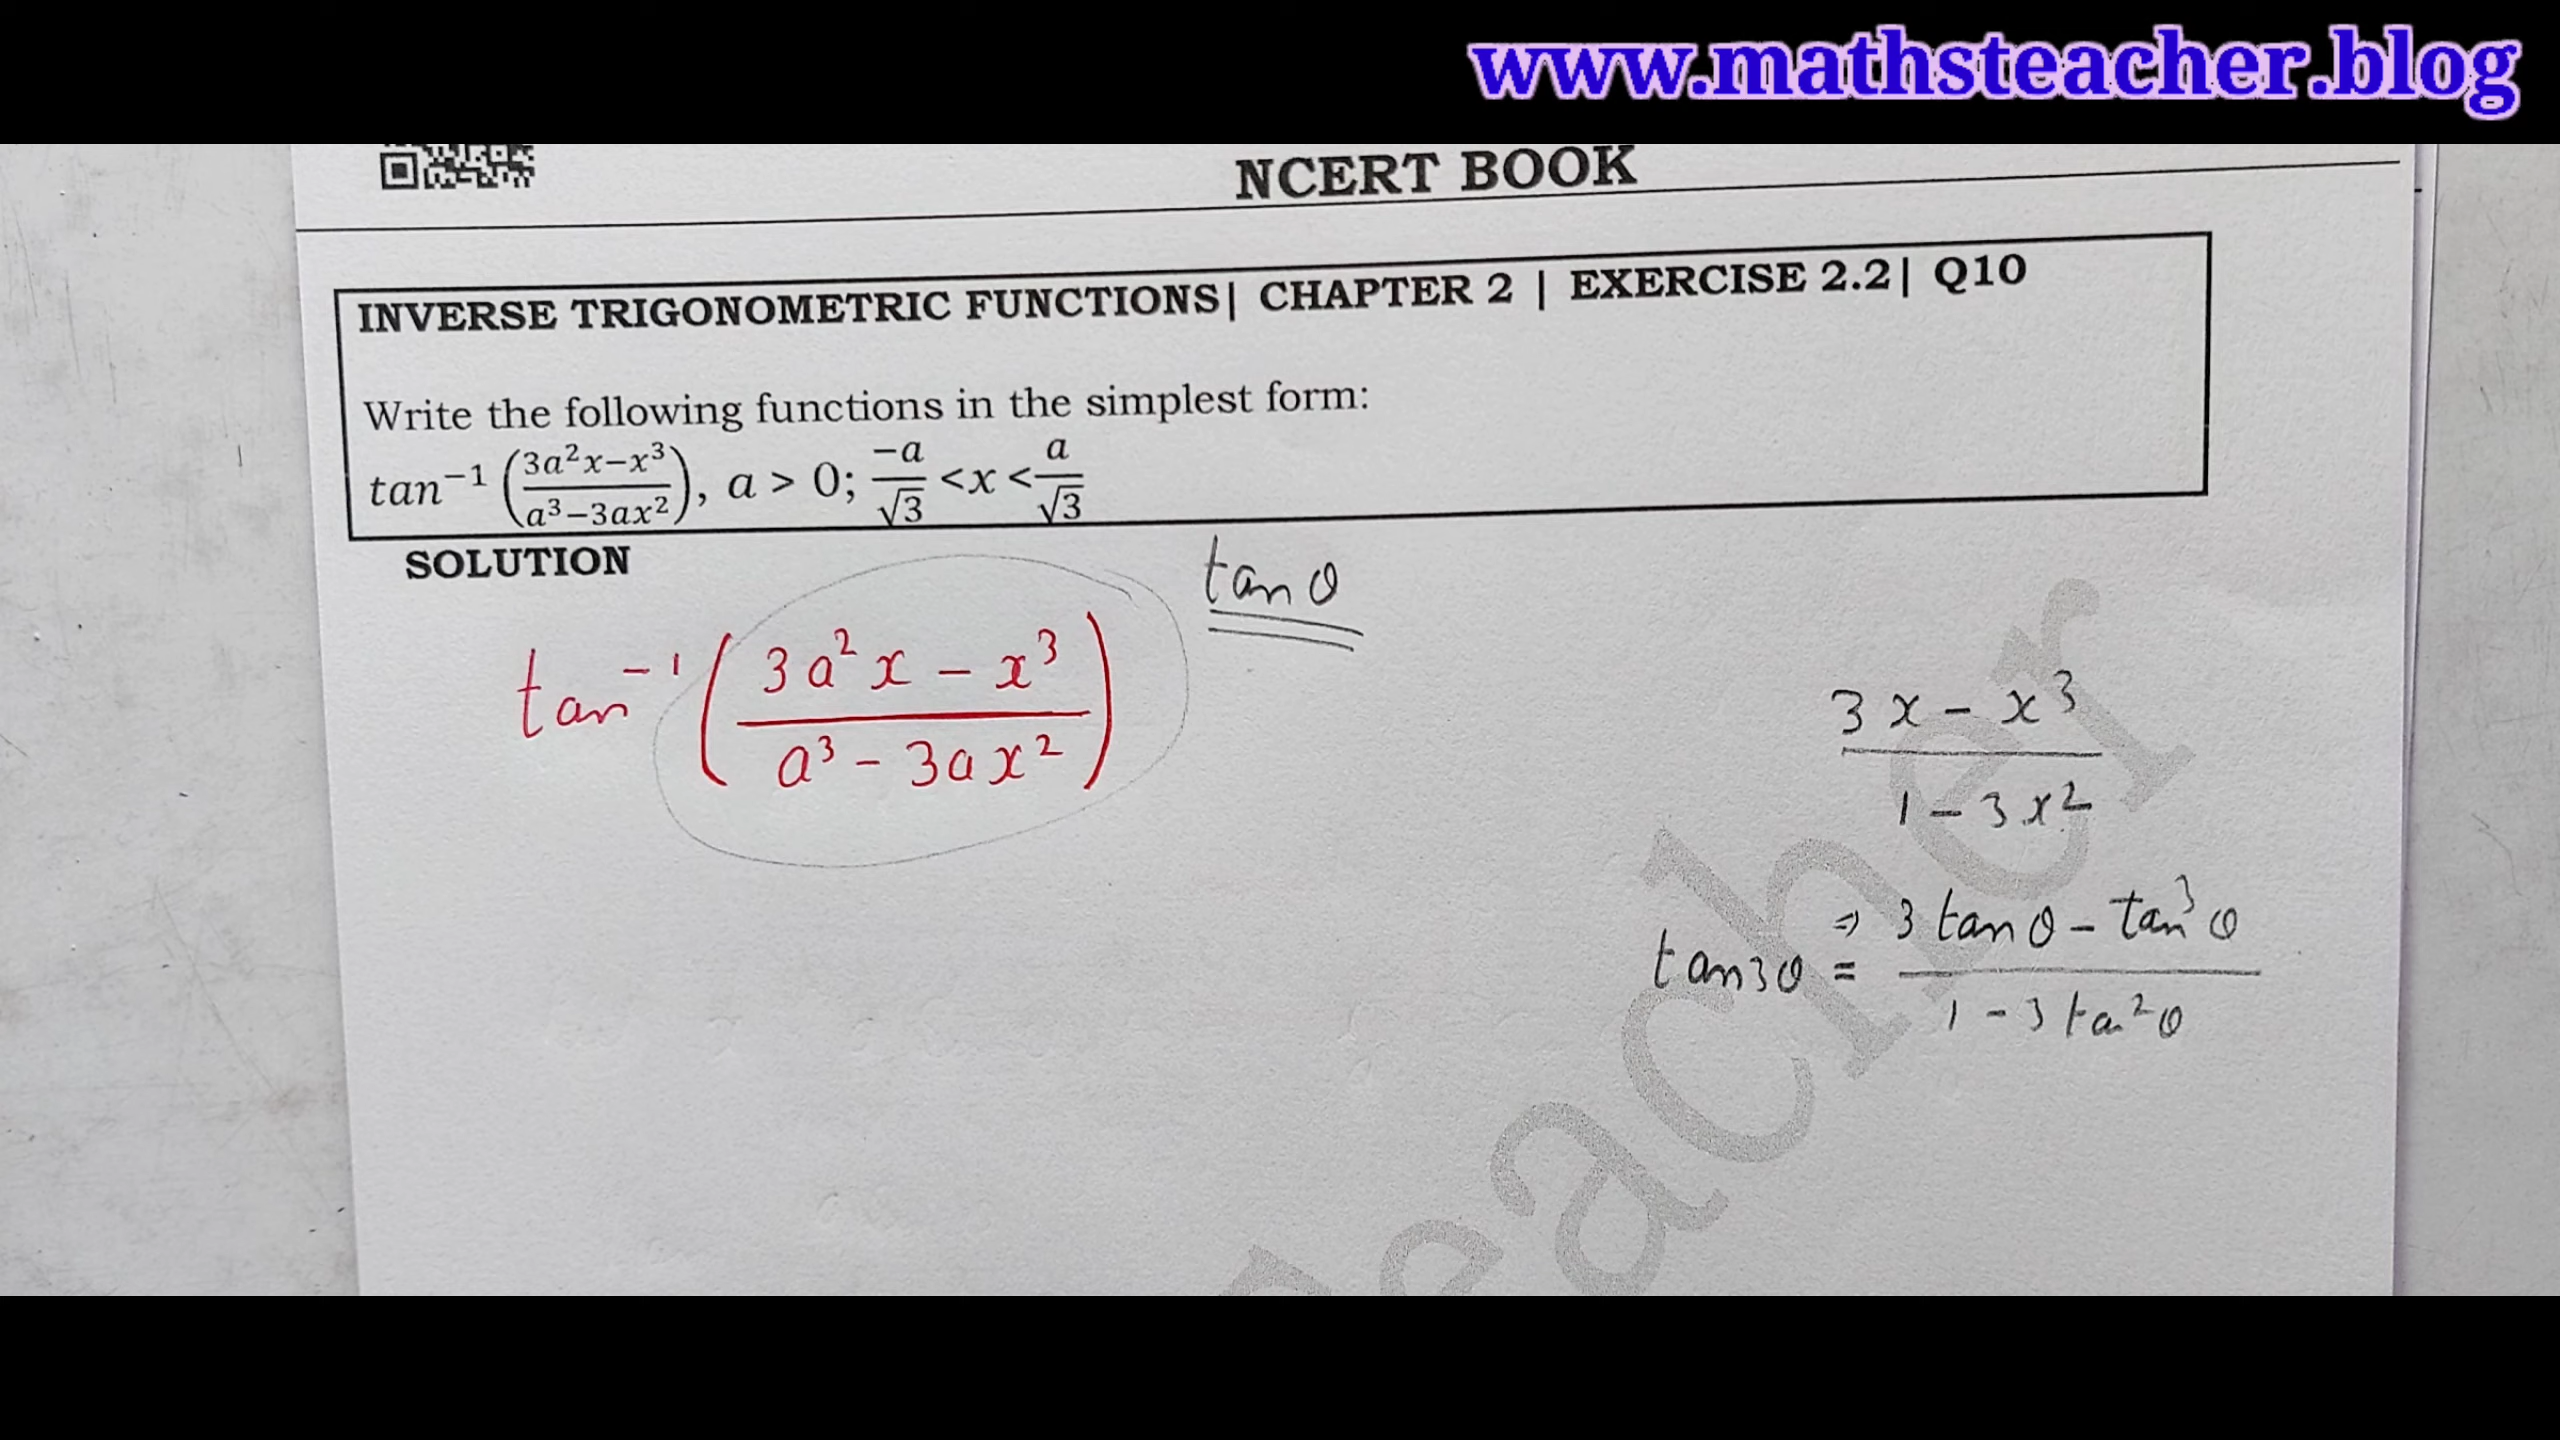 www.mathsteacher.blog
NCERT BOOK
INVERSE TRIGONOMETRIC FUNCTIONS| CHAPTER 2 | EXERCISE 2.2| Q10
Write the following functions in the simplest form:
tan⁻¹ (3a²x−x³ / a³−3ax²), a > 0; −a/√3 <x< a/√3
SOLUTION
tan θ
tan⁻¹ (3a²x − x³ / a³ − 3ax²)
3x − x³ / 1 − 3x²
⇒ tan3θ = 3 tan θ − tan³ θ / 1 − 3 tan² θ
eacher